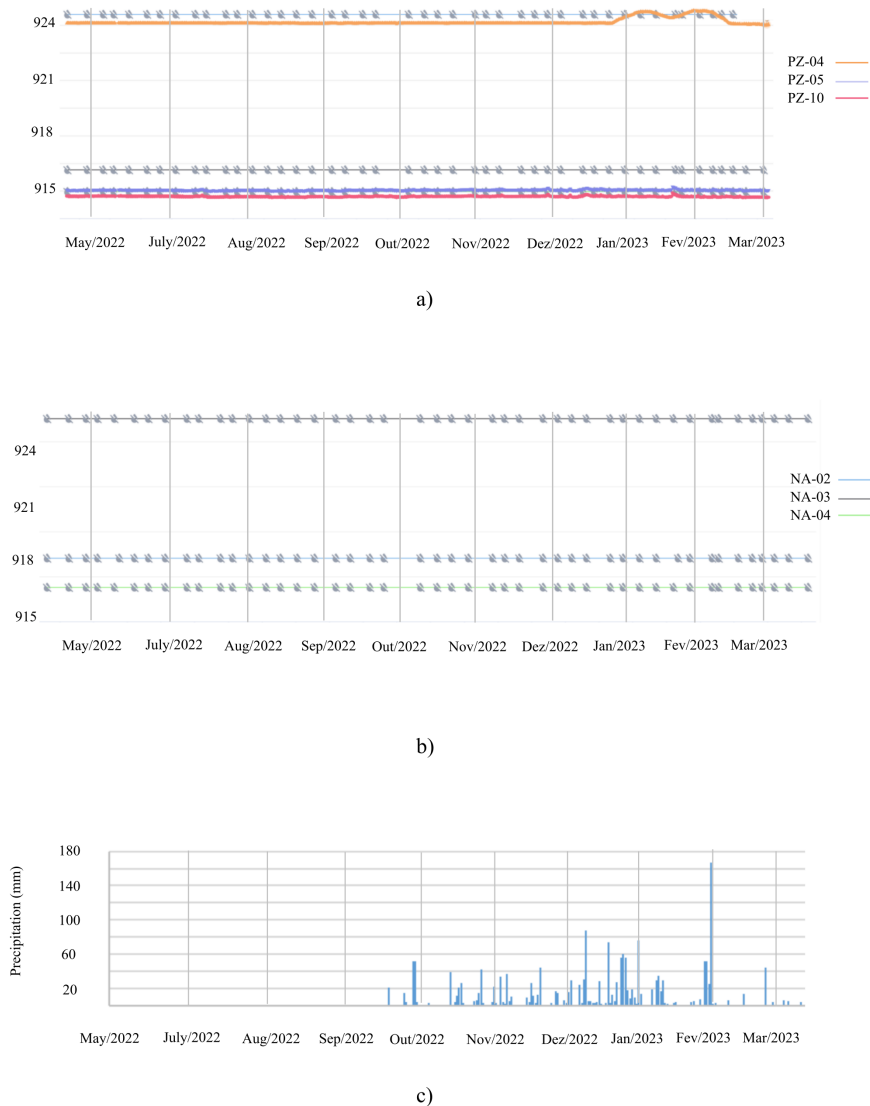 924
921
918
915
PZ-04
PZ-05
PZ-10
May/2022 July/2022 Aug/2022 Sep/2022 Out/2022 Nov/2022 Dez/2022 Jan/2023 Fev/2023 Mar/2023
a)
924
921
918
915
NA-02
NA-03
NA-04
May/2022 July/2022 Aug/2022 Sep/2022 Out/2022 Nov/2022 Dez/2022 Jan/2023 Fev/2023 Mar/2023
b)
Precipitation (mm)
180
140
100
60
20
May/2022 July/2022 Aug/2022 Sep/2022 Out/2022 Nov/2022 Dez/2022 Jan/2023 Fev/2023 Mar/2023
c)